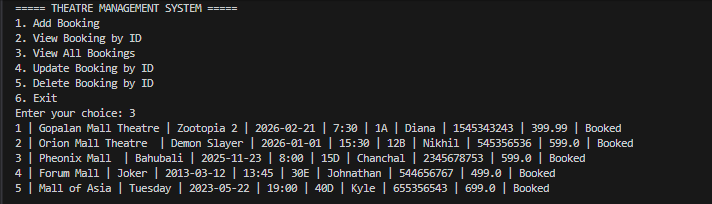 ===== THEATRE MANAGEMENT SYSTEM =====
1. Add Booking
2. View Booking by ID
3. View All Bookings
4. Update Booking by ID
5. Delete Booking by ID
6. Exit
Enter your choice: 3
1 | Gopalan Mall Theatre | Zootopia 2 | 2026-02-21 | 7:30 | 1A | Diana | 1545343243 | 399.99 | Booked
2 | Orion Mall Theatre  | Demon Slayer | 2026-01-01 | 15:30 | 12B | Nikhil | 545356536 | 599.0 | Booked
3 | Pheonix Mall  | Bahubali | 2025-11-23 | 8:00 | 15D | Chanchal | 2345678753 | 599.0 | Booked
4 | Forum Mall | Joker | 2013-03-12 | 13:45 | 30E | Johnathan | 544656767 | 499.0 | Booked
5 | Mall of Asia | Tuesday | 2023-05-22 | 19:00 | 40D | Kyle | 655356543 | 699.0 | Booked